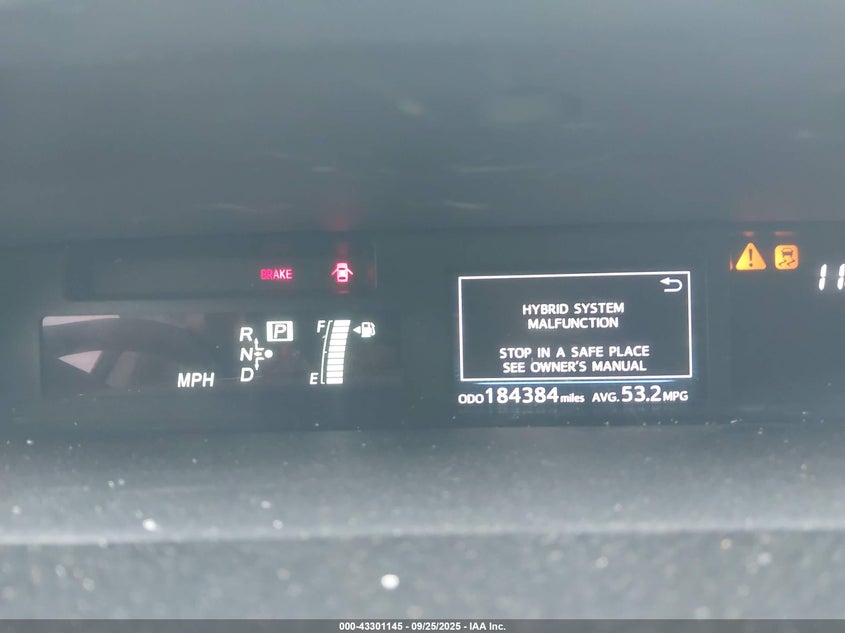 BRAKE
R
P
N
D
MPH
F
E
HYBRID SYSTEM
MALFUNCTION
STOP IN A SAFE PLACE
SEE OWNER'S MANUAL
ODO 184384 miles AVG. 53.2 MPG
11
000-43301145 - 09/25/2025 - IAA Inc.